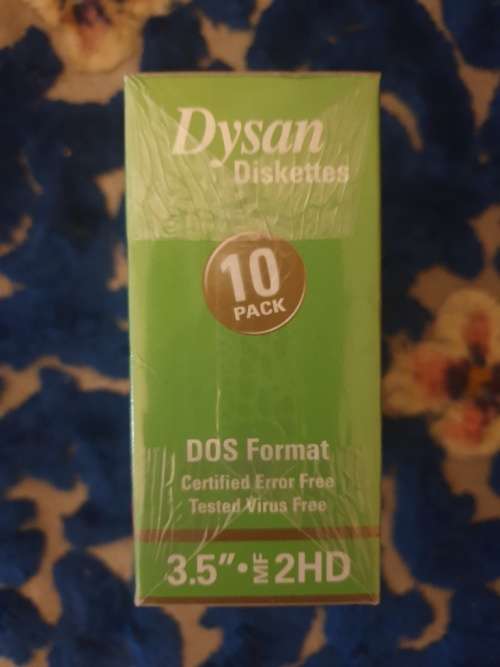 Dysan
Diskettes
10
PACK
DOS Format
Certified Error Free
Tested Virus Free
3.5"• MF 2HD